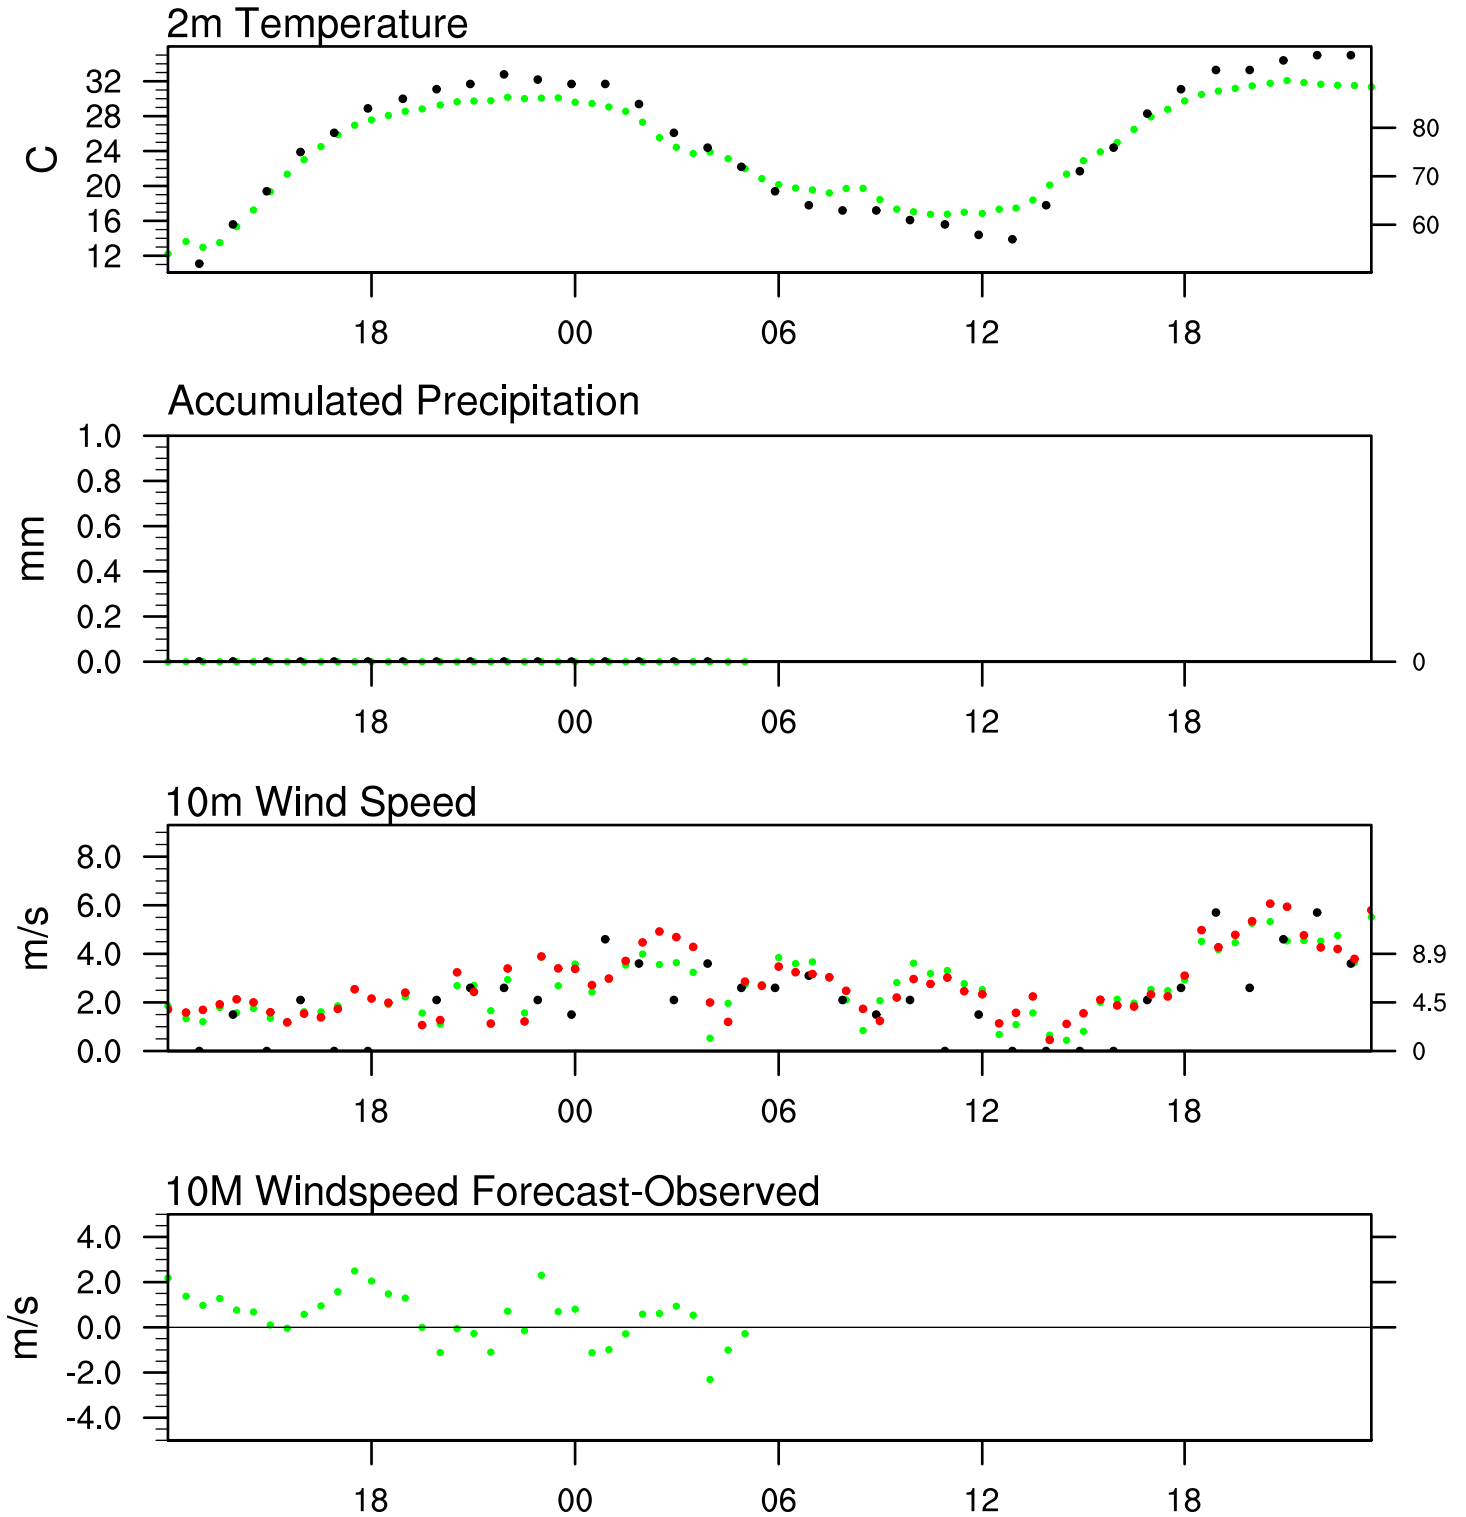 2m Temperature
C
32
28
24
20
16
12
80
70
60
18 00 06 12 18
Accumulated Precipitation
mm
1.0
0.8
0.6
0.4
0.2
0.0
0
18 00 06 12 18
10m Wind Speed
m/s
8.0
6.0
4.0
2.0
0.0
8.9
4.5
0
18 00 06 12 18
10M Windspeed Forecast-Observed
m/s
4.0
2.0
0.0
-2.0
-4.0
18 00 06 12 18